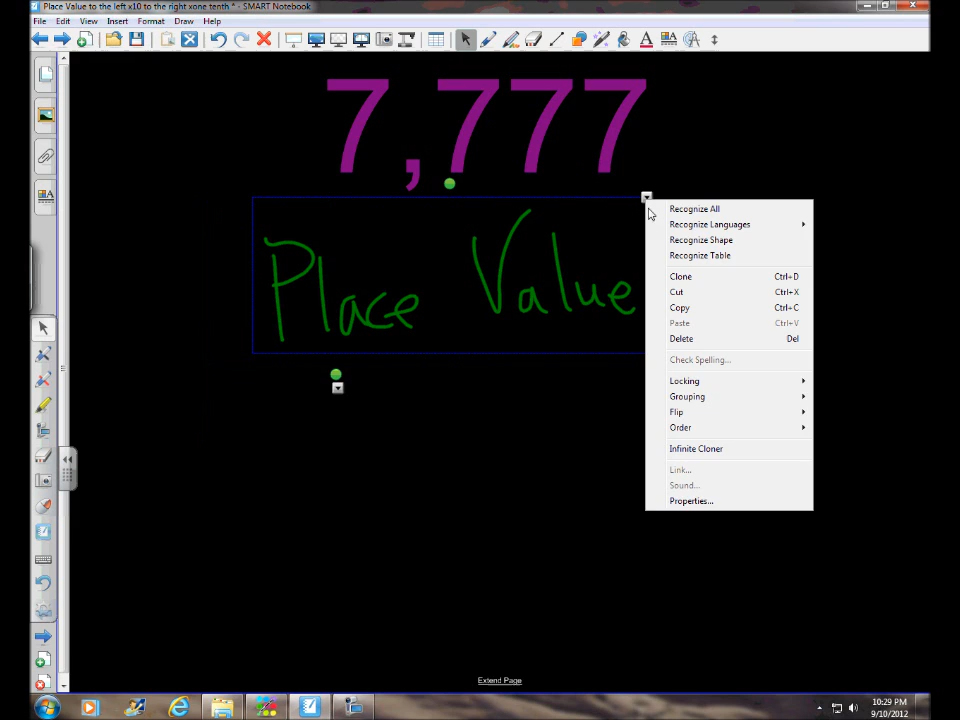 Place Value to the left x10 to the right xone tenth * - SMART Notebook
File Edit View Insert Format Draw Help
7,777
Place Value
Recognize All
Recognize Languages
Recognize Shape
Recognize Table
Clone Ctrl+D
Cut Ctrl+X
Copy Ctrl+C
Paste Ctrl+V
Delete Del
Check Spelling...
Locking
Grouping
Flip
Order
Infinite Cloner
Link...
Sound...
Properties...
Extend Page
10:29 PM
9/10/2012